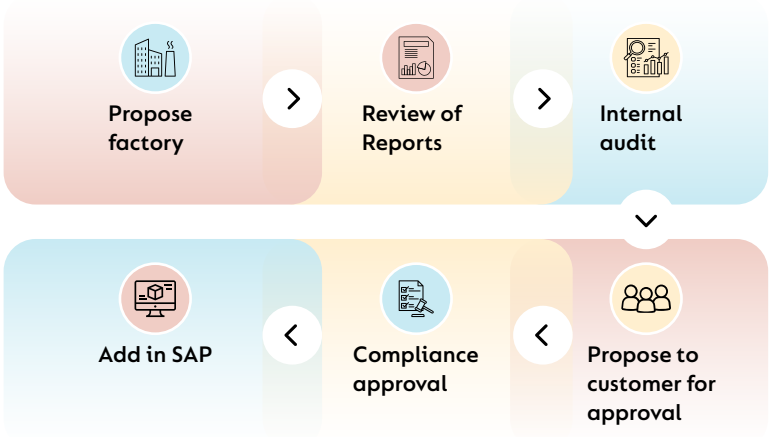 Propose
factory
Review of
Reports
Internal
audit
Propose to
customer for
approval
Compliance
approval
Add in SAP